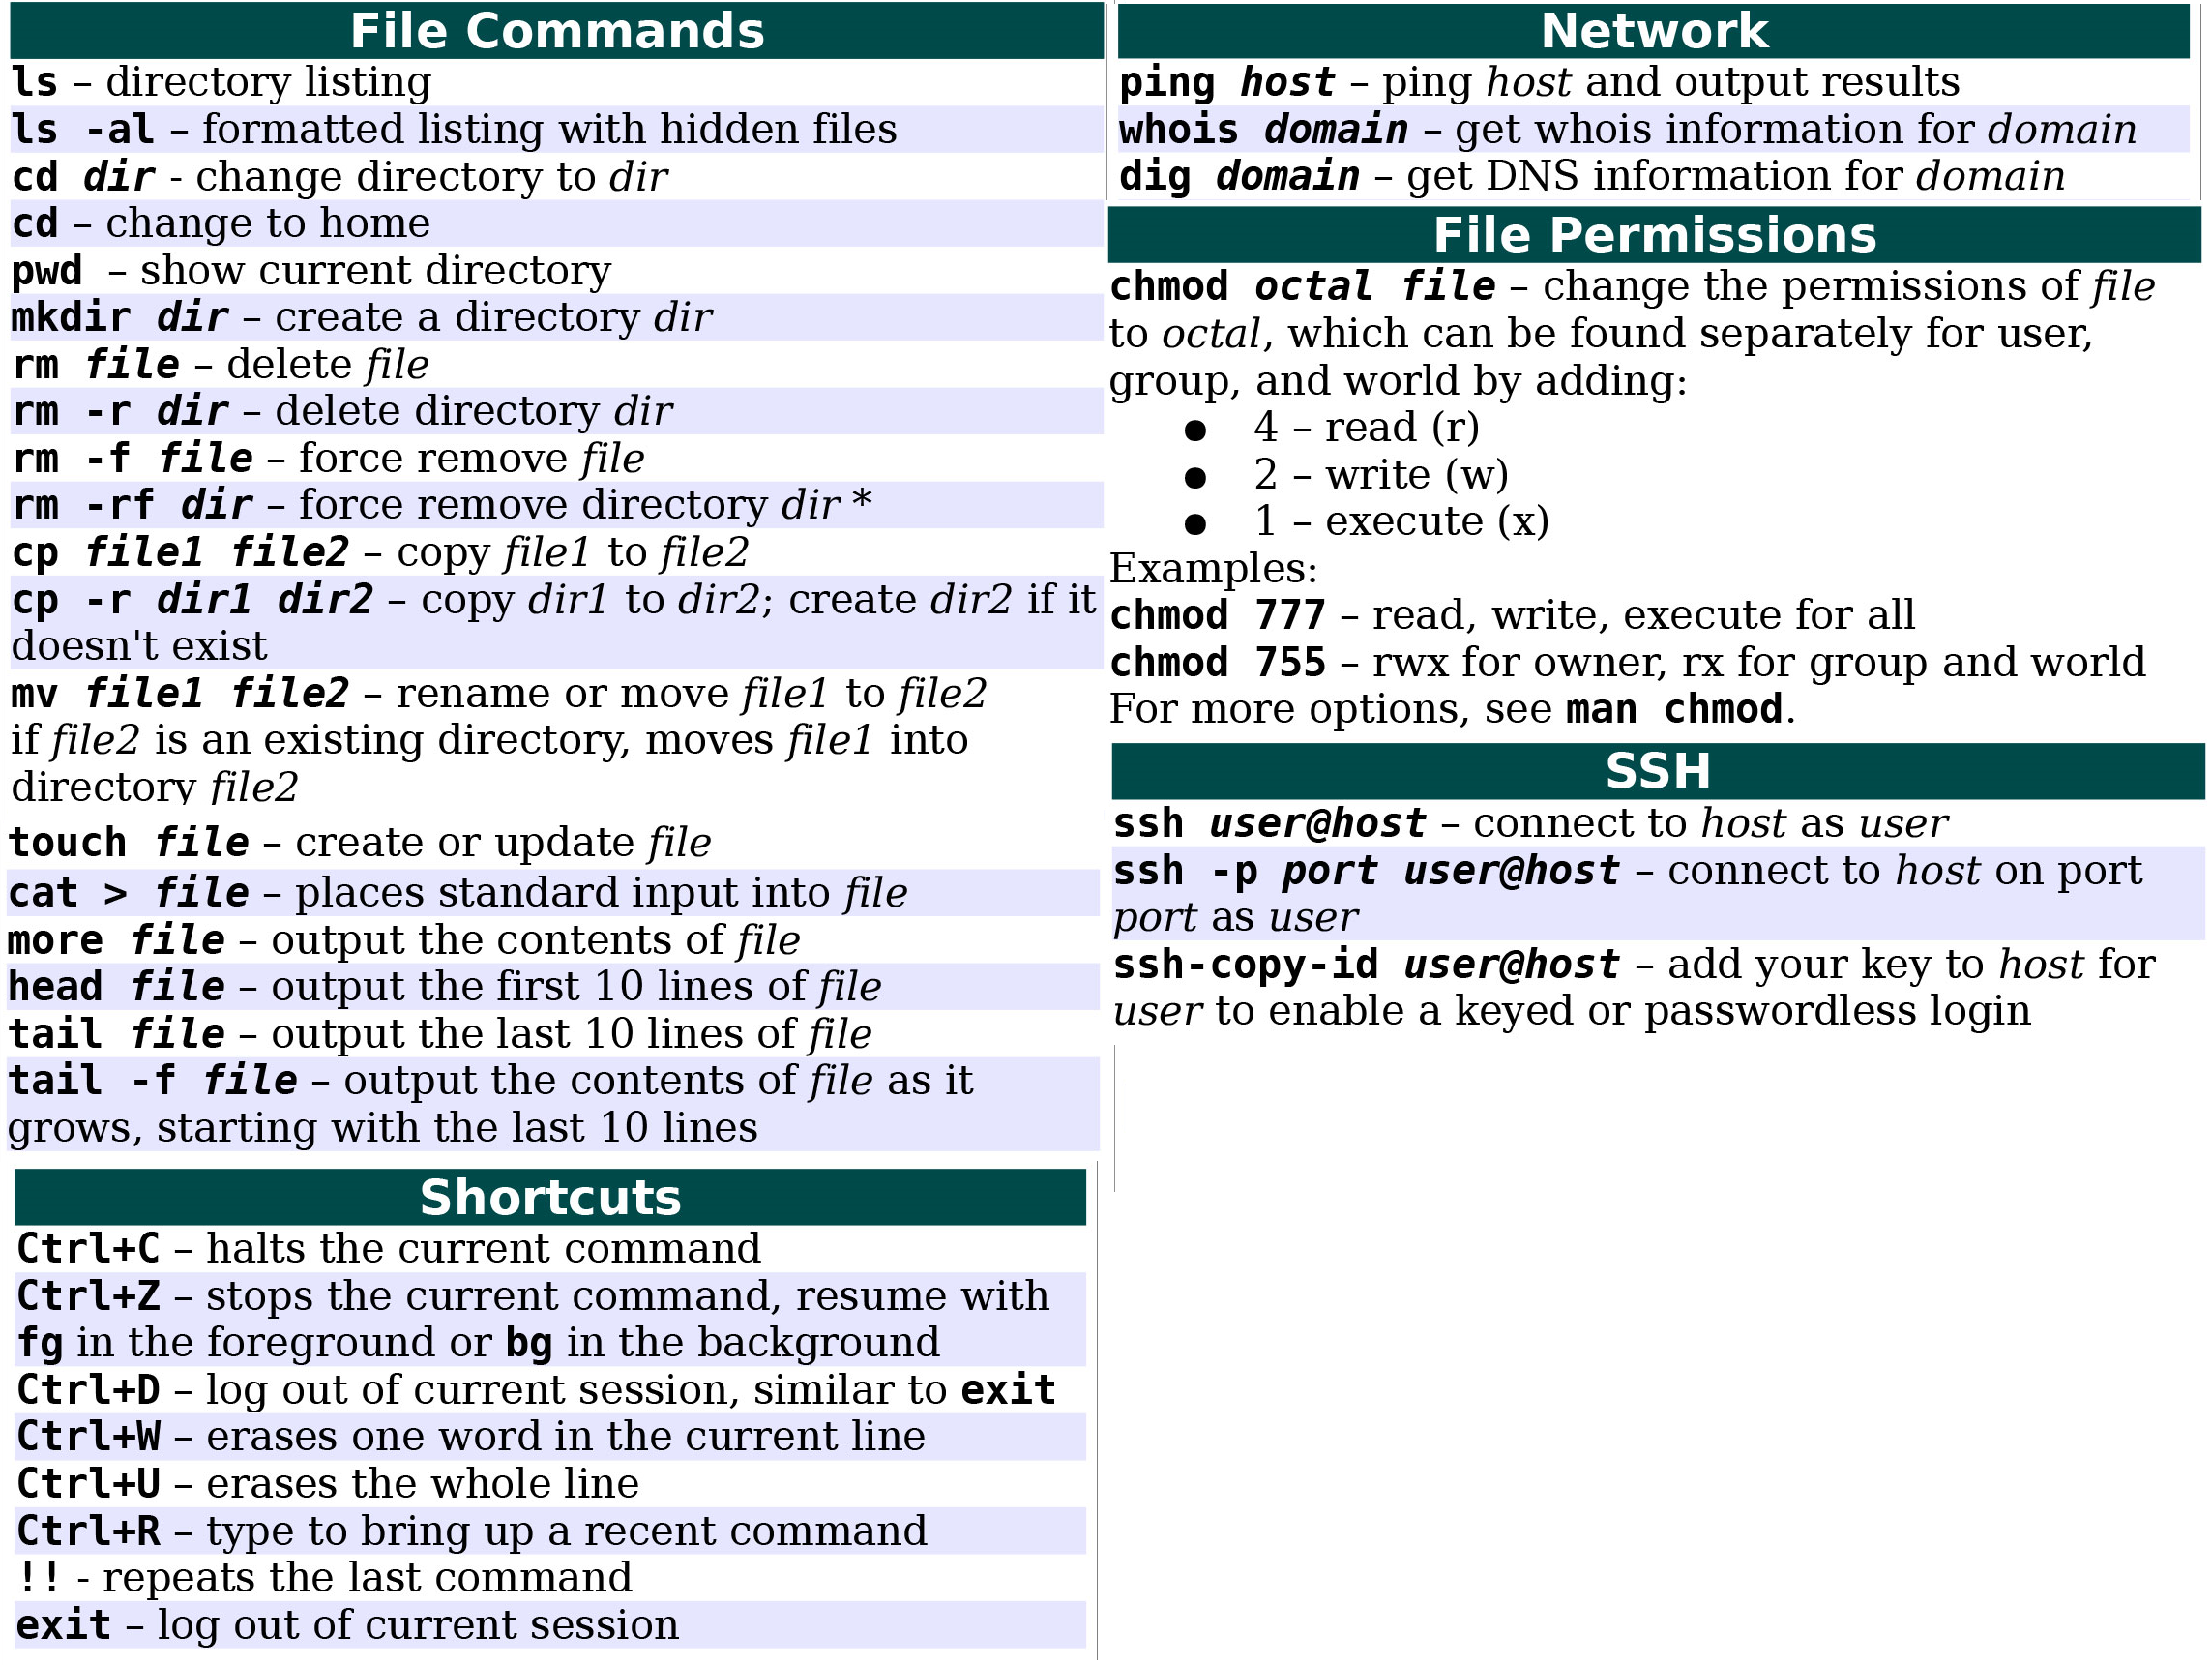 File Commands
ls – directory listing
ls -al – formatted listing with hidden files
cd dir - change directory to dir
cd – change to home
pwd – show current directory
mkdir dir – create a directory dir
rm file – delete file
rm -r dir – delete directory dir
rm -f file – force remove file
rm -rf dir – force remove directory dir *
cp file1 file2 – copy file1 to file2
cp -r dir1 dir2 – copy dir1 to dir2; create dir2 if it
doesn't exist
mv file1 file2 – rename or move file1 to file2
if file2 is an existing directory, moves file1 into
directory file2
touch file – create or update file
cat > file – places standard input into file
more file – output the contents of file
head file – output the first 10 lines of file
tail file – output the last 10 lines of file
tail -f file – output the contents of file as it
grows, starting with the last 10 lines
Shortcuts
Ctrl+C – halts the current command
Ctrl+Z – stops the current command, resume with
fg in the foreground or bg in the background
Ctrl+D – log out of current session, similar to exit
Ctrl+W – erases one word in the current line
Ctrl+U – erases the whole line
Ctrl+R – type to bring up a recent command
!! - repeats the last command
exit – log out of current session
Network
ping host – ping host and output results
whois domain – get whois information for domain
dig domain – get DNS information for domain
File Permissions
chmod octal file – change the permissions of file
to octal, which can be found separately for user,
group, and world by adding:
● 4 – read (r)
● 2 – write (w)
● 1 – execute (x)
Examples:
chmod 777 – read, write, execute for all
chmod 755 – rwx for owner, rx for group and world
For more options, see man chmod.
SSH
ssh user@host – connect to host as user
ssh -p port user@host – connect to host on port
port as user
ssh-copy-id user@host – add your key to host for
user to enable a keyed or passwordless login